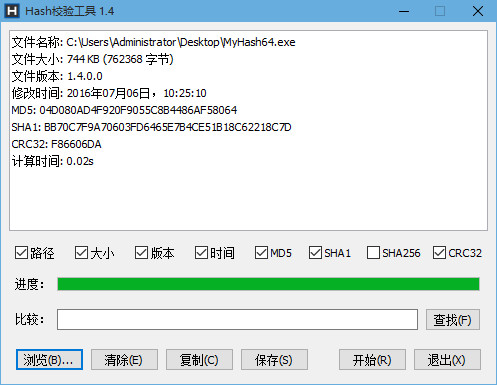 Hash校验工具 1.4
文件名称: C:\Users\Administrator\Desktop\MyHash64.exe
文件大小: 744 KB (762368 字节)
文件版本: 1.4.0.0
修改时间: 2016年07月06日，10:25:10
MD5: 04D080AD4F920F9055C8B4486AF58064
SHA1: BB70C7F9A70603FD6465E7B4CE51B18C62218C7D
CRC32: F86606DA
计算时间: 0.02s
路径 大小 版本 时间 MD5 SHA1 SHA256 CRC32
进度:
比较: 查找(F)
浏览(B)... 清除(E) 复制(C) 保存(S) 开始(R) 退出(X)